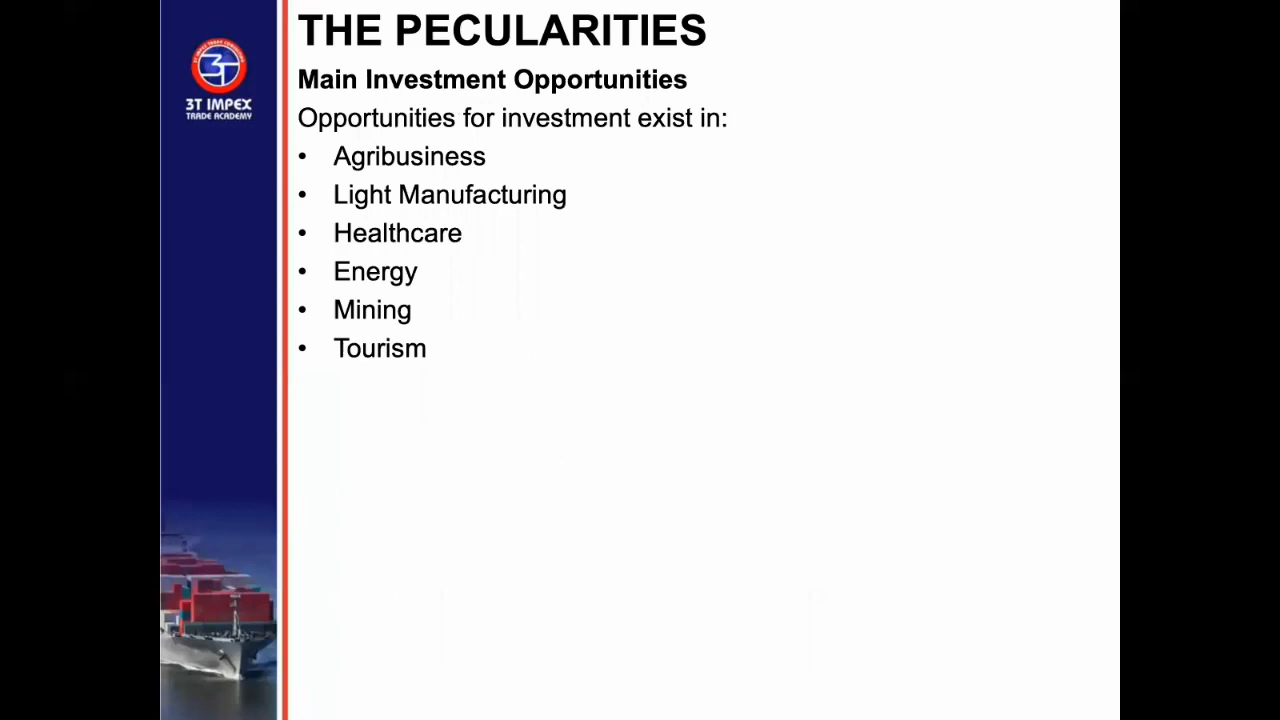 THE PECULARITIES
Main Investment Opportunities
Opportunities for investment exist in:
• Agribusiness
• Light Manufacturing
• Healthcare
• Energy
• Mining
• Tourism
3T
3T IMPEX
TRADE ACADEMY